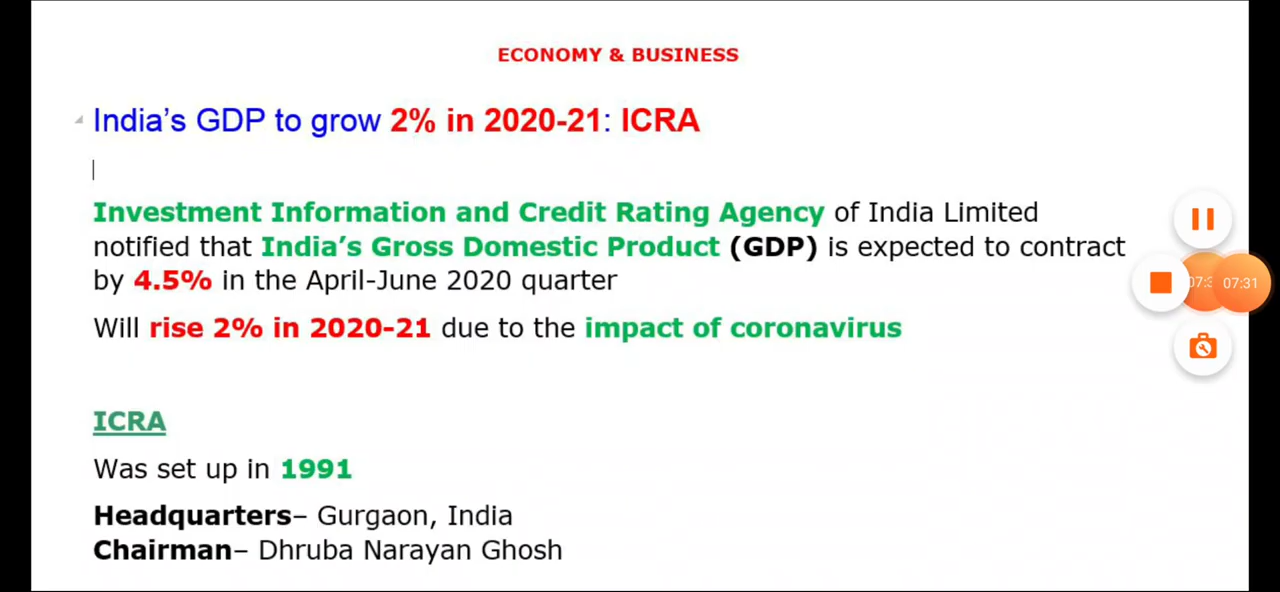 ECONOMY & BUSINESS
India’s GDP to grow 2% in 2020-21: ICRA
Investment Information and Credit Rating Agency of India Limited
notified that India’s Gross Domestic Product (GDP) is expected to contract
by 4.5% in the April-June 2020 quarter
07:3 07:31
Will rise 2% in 2020-21 due to the impact of coronavirus
ICRA
Was set up in 1991
Headquarters– Gurgaon, India
Chairman– Dhruba Narayan Ghosh